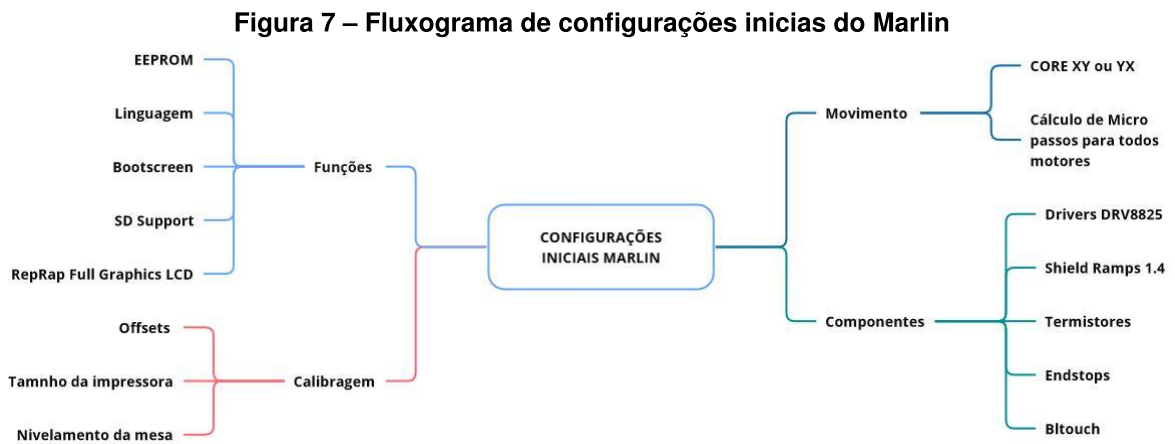 Figura 7 – Fluxograma de configurações inicias do Marlin
EEPROM
Linguagem
Bootscreen
SD Support
RepRap Full Graphics LCD
Funções
Offsets
Tamnho da impressora
Nivelamento da mesa
Calibragem
CONFIGURAÇÕES
INICIAIS MARLIN
Movimento
CORE XY ou YX
Cálculo de Micro
passos para todos
motores
Componentes
Drivers DRV8825
Shield Ramps 1.4
Termistores
Endstops
Bltouch